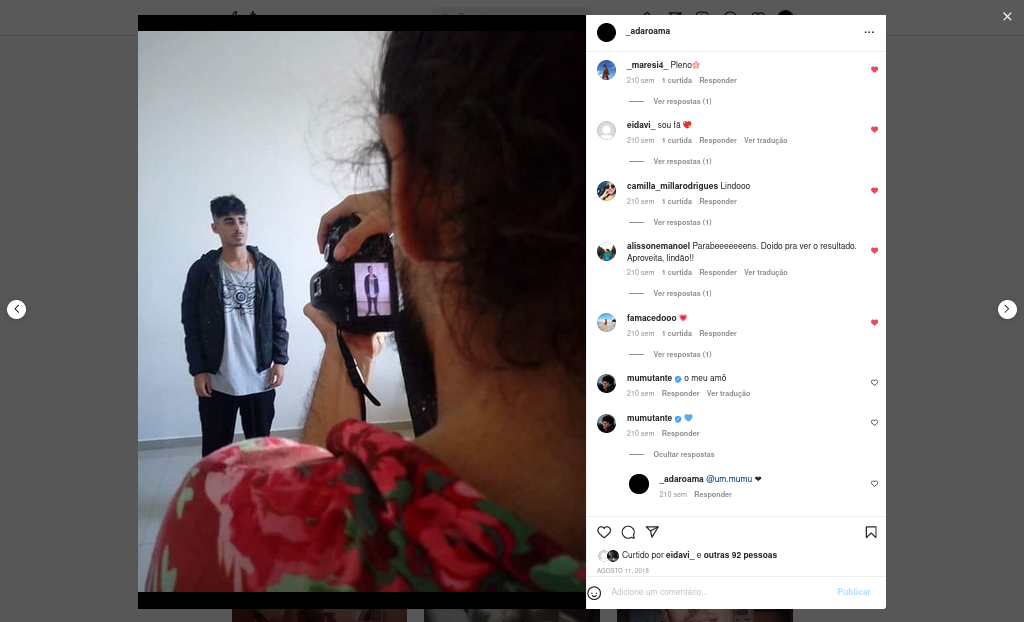 _adaroama
_maresi4_ Pleno
210 sem 1 curtida Responder
Ver respostas (1)
eidavi_ sou fã
210 sem 1 curtida Responder Ver tradução
Ver respostas (1)
camilla_millarodrigues Lindooo
210 sem 1 curtida Responder
Ver respostas (1)
alissonemanoel Parabeeeeeeens. Doido pra ver o resultado.
Aproveita, lindão!!
210 sem 1 curtida Responder Ver tradução
Ver respostas (1)
famacedooo
210 sem 1 curtida Responder
Ver respostas (1)
mumutante o meu amô
210 sem Responder Ver tradução
mumutante
210 sem Responder
Ocultar respostas
_adaroama @um.mumu
210 sem Responder
Curtido por eidavi_ e outras 92 pessoas
AGOSTO 11, 2018
Adicione um comentário... Publicar